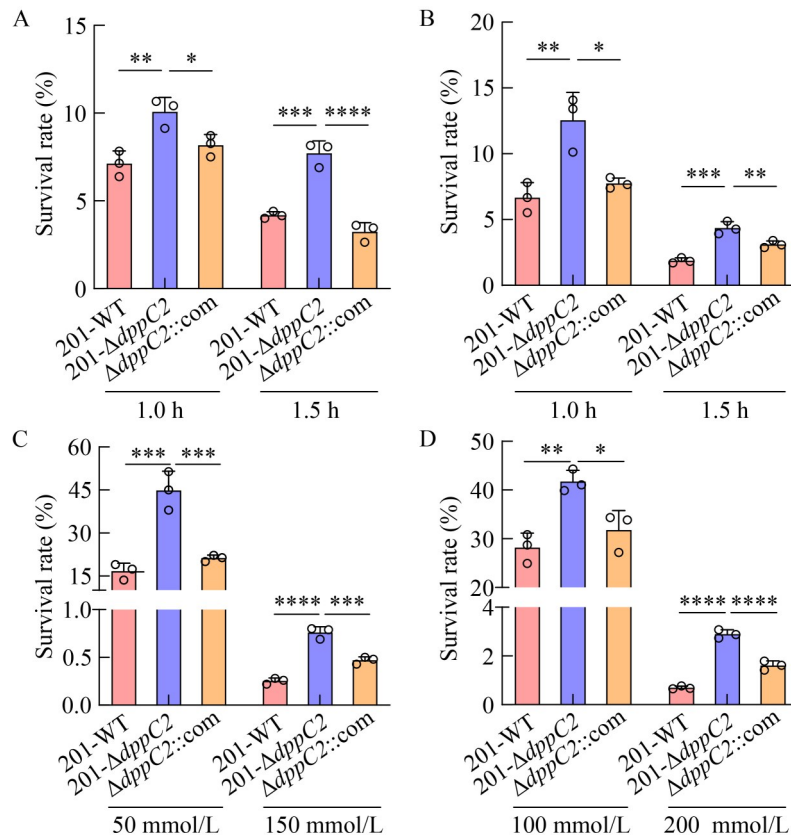 A
Survival rate (%)
15
10
5
0
** *
*** ****
201-WT
201-ΔdppC2
ΔdppC2::com
201-WT
201-ΔdppC2
ΔdppC2::com
1.0 h
1.5 h
B
Survival rate (%)
20
15
10
5
0
** *
*** **
201-WT
201-ΔdppC2
ΔdppC2::com
201-WT
201-ΔdppC2
ΔdppC2::com
1.0 h
1.5 h
C
Survival rate (%)
60
45
30
15
1.0
0.5
0.0
*** ***
**** ***
201-WT
201-ΔdppC2
ΔdppC2::com
201-WT
201-ΔdppC2
ΔdppC2::com
50 mmol/L
150 mmol/L
D
Survival rate (%)
50
40
30
20
4
2
0
** *
**** ****
201-WT
201-ΔdppC2
ΔdppC2::com
201-WT
201-ΔdppC2
ΔdppC2::com
100 mmol/L
200 mmol/L